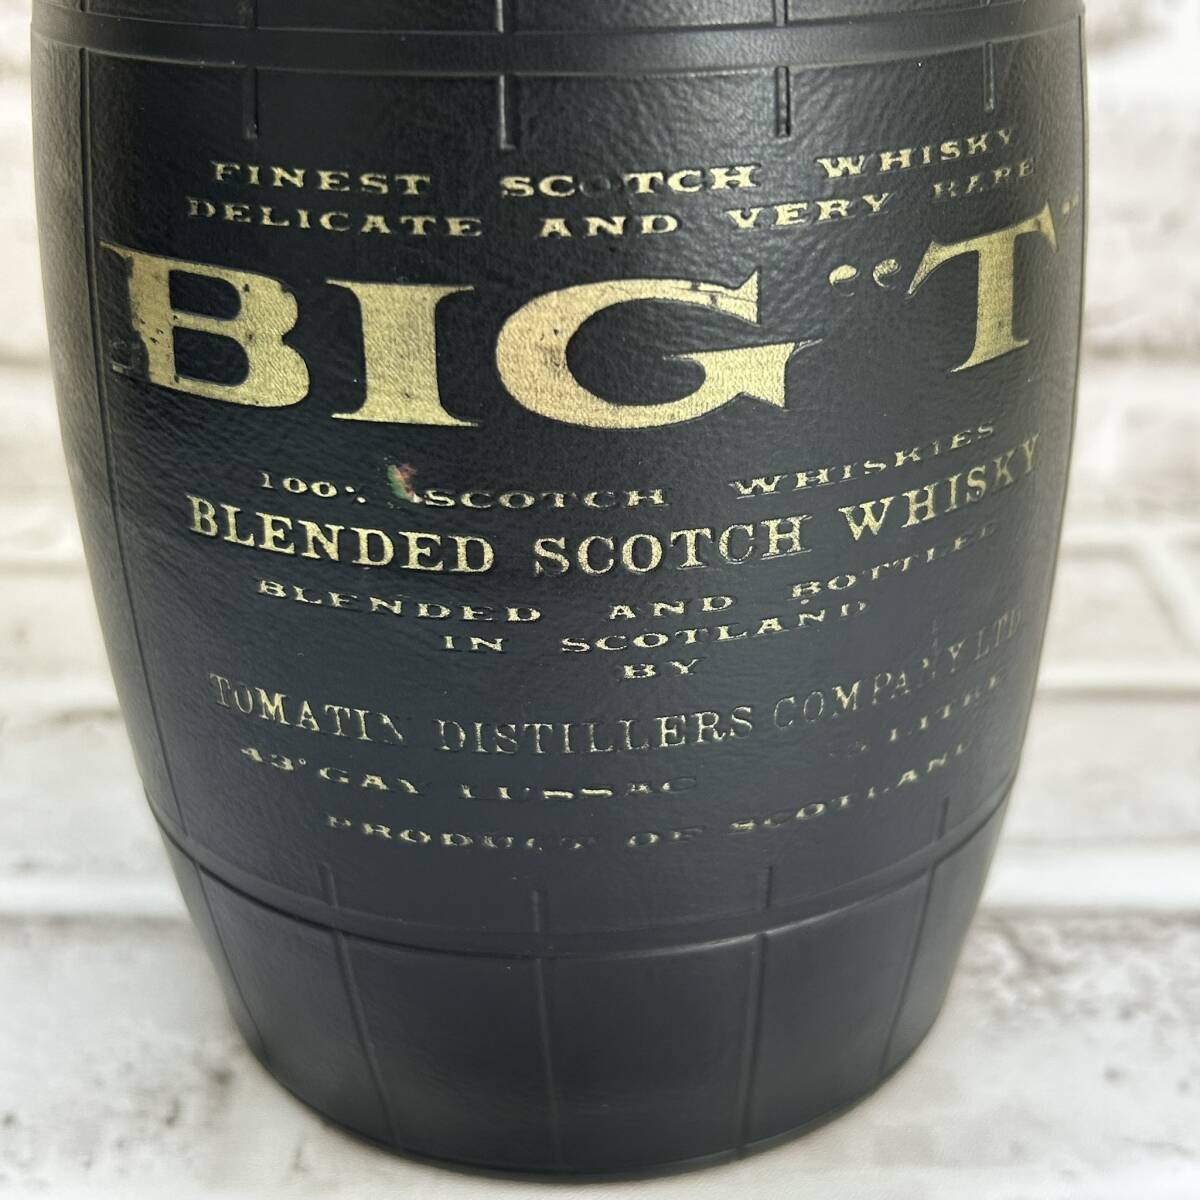 FINEST SCOTCH WHISKY
DELICATE AND VERY RARE
BIG "T"
100% SCOTCH WHISKIES
BLENDED SCOTCH WHISKY
BLENDED AND BOTTLED
IN SCOTLAND
BY
TOMATIN DISTILLERS COMPANY LTD
43° GAY LUSSAC LITRE
PRODUCT OF SCOTLAND